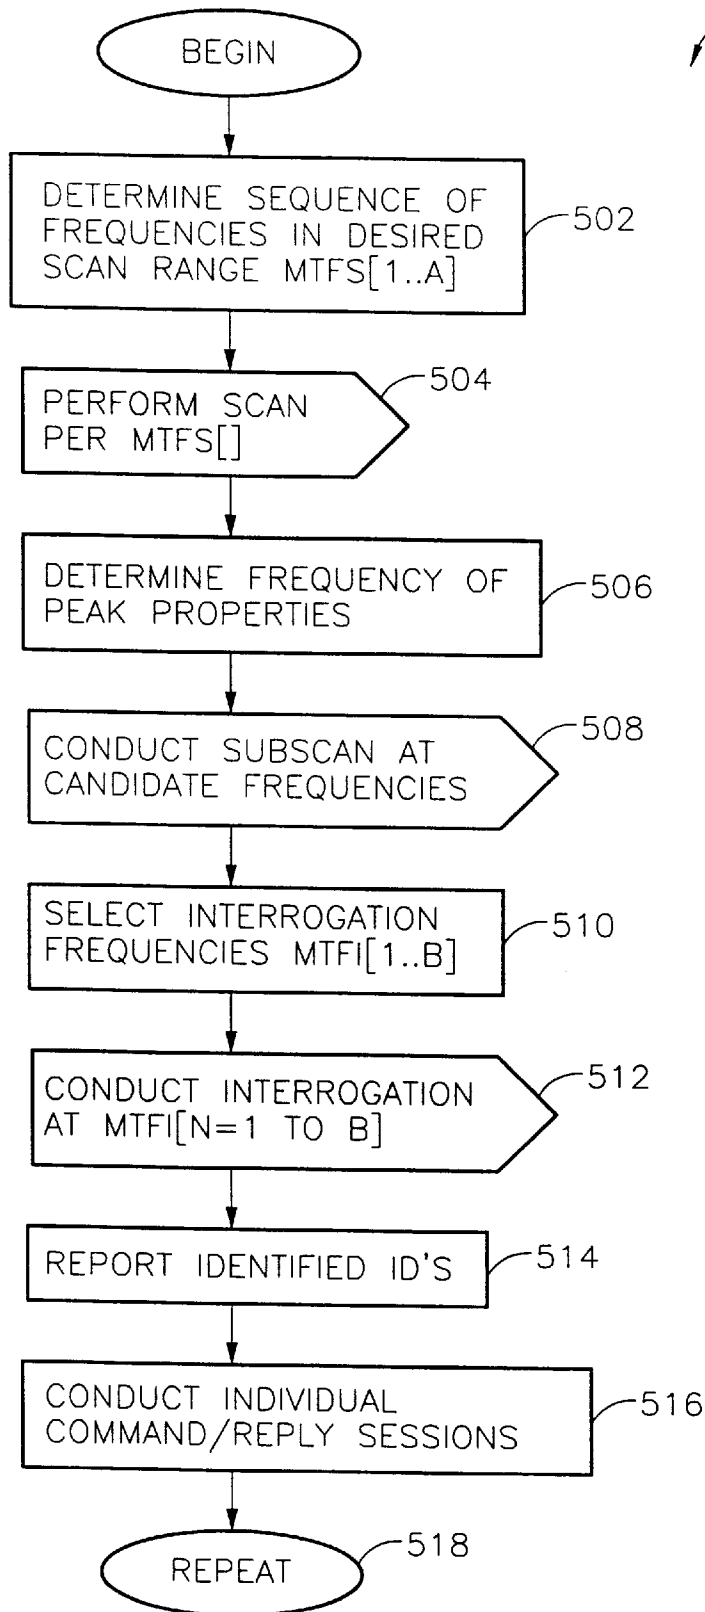 BEGIN
DETERMINE SEQUENCE OF
FREQUENCIES IN DESIRED
SCAN RANGE MTFS[1..A]
502
PERFORM SCAN
PER MTFS[]
504
DETERMINE FREQUENCY OF
PEAK PROPERTIES
506
CONDUCT SUBSCAN AT
CANDIDATE FREQUENCIES
508
SELECT INTERROGATION
FREQUENCIES MTFI[1..B]
510
CONDUCT INTERROGATION
AT MTFI[N=1 TO B]
512
REPORT IDENTIFIED ID'S
514
CONDUCT INDIVIDUAL
COMMAND/REPLY SESSIONS
516
REPEAT
518